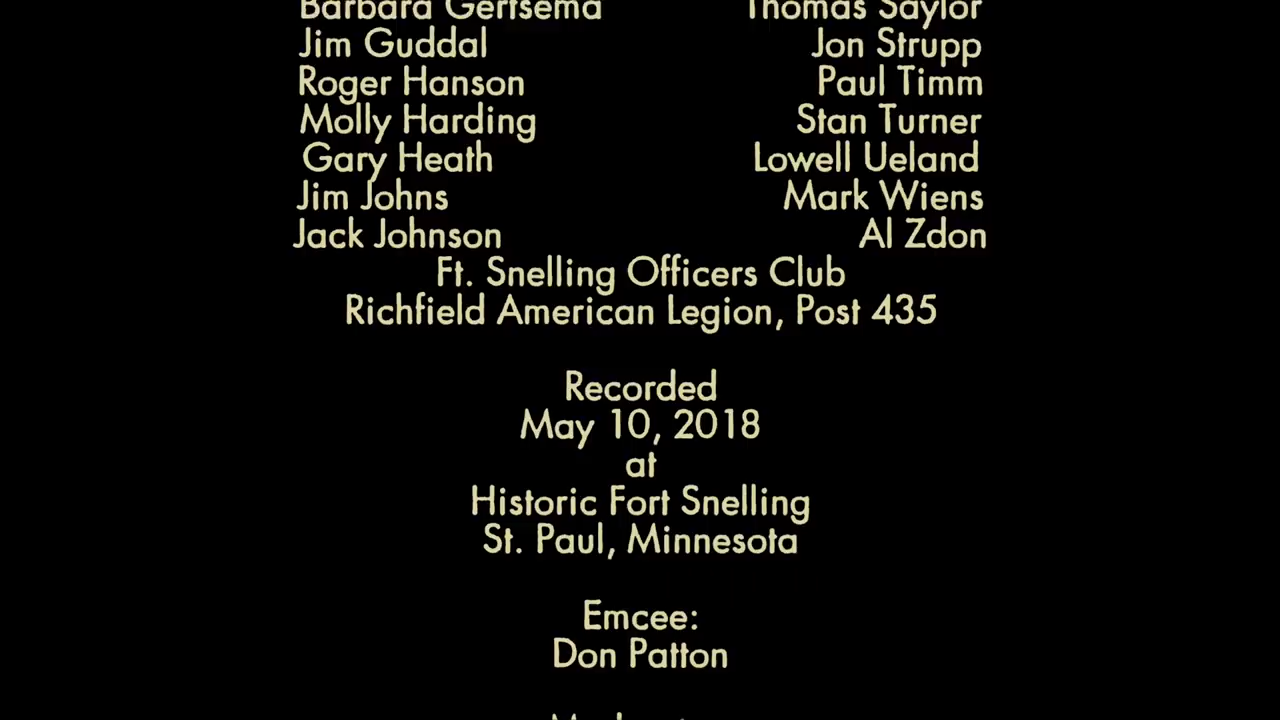 Barbara Gerfsema Thomas Saylor
Jim Guddal Jon Strupp
Roger Hanson Paul Timm
Molly Harding Stan Turner
Gary Heath Lowell Ueland
Jim Johns Mark Wiens
Jack Johnson Al Zdon
Ft. Snelling Officers Club
Richfield American Legion, Post 435
Recorded
May 10, 2018
at
Historic Fort Snelling
St. Paul, Minnesota
Emcee:
Don Patton